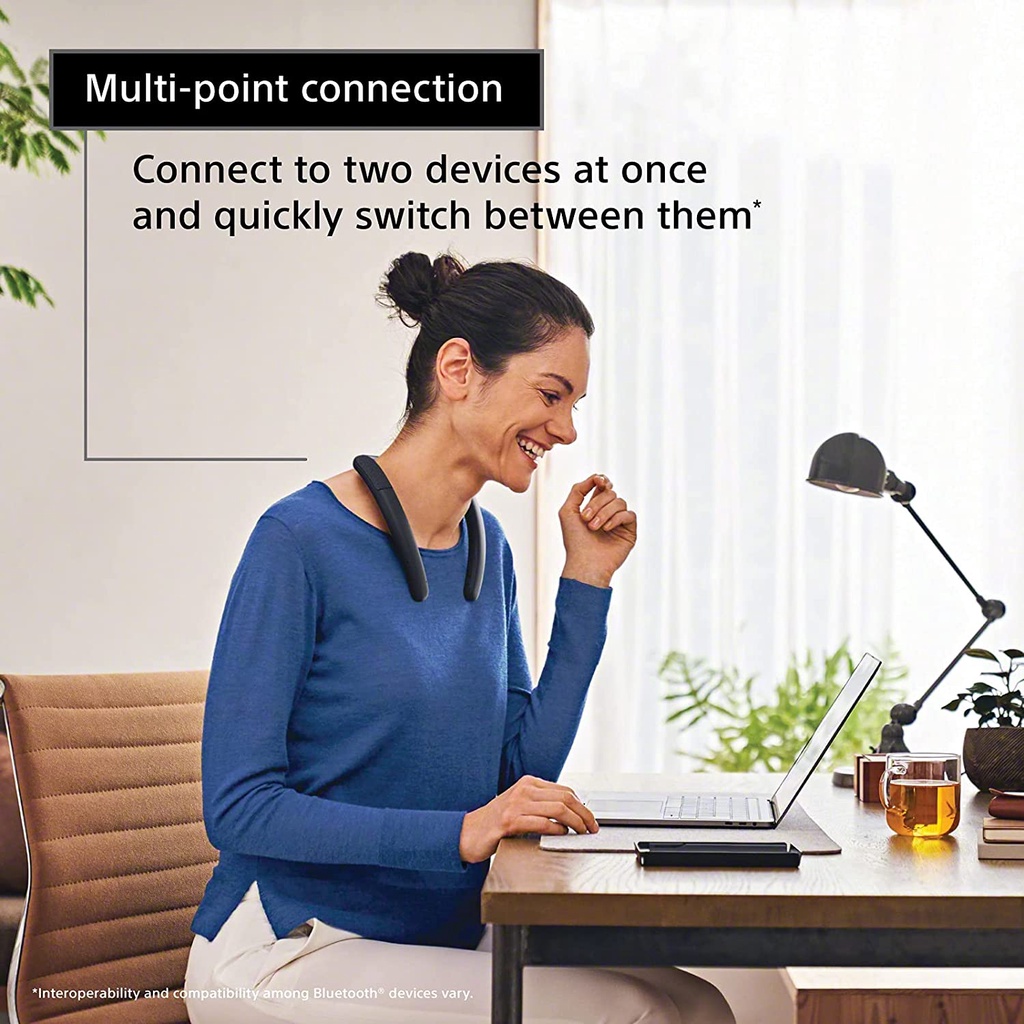 Multi-point connection
Connect to two devices at once
and quickly switch between them*
*Interoperability and compatibility among Bluetooth® devices vary.